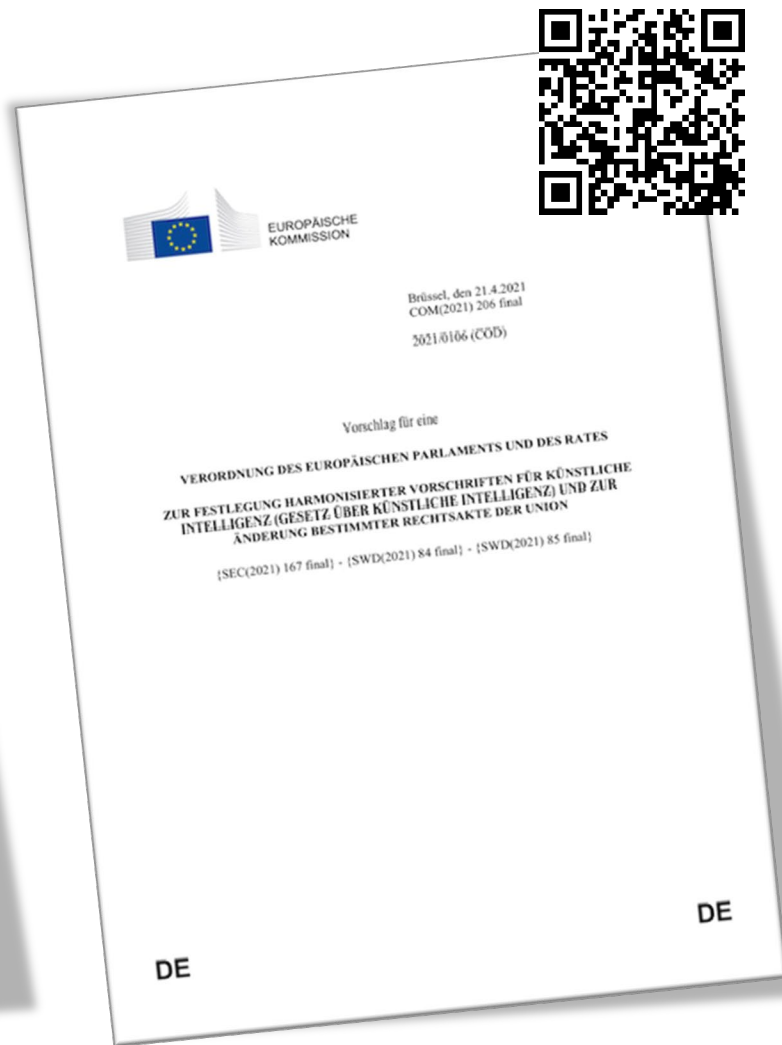 EUROPÄISCHE
KOMMISSION
Brüssel, den 21.4.2021
COM(2021) 206 final
2021/0106 (COD)
Vorschlag für eine
VERORDNUNG DES EUROPÄISCHEN PARLAMENTS UND DES RATES
ZUR FESTLEGUNG HARMONISIERTER VORSCHRIFTEN FÜR KÜNSTLICHE
INTELLIGENZ (GESETZ ÜBER KÜNSTLICHE INTELLIGENZ) UND ZUR
ÄNDERUNG BESTIMMTER RECHTSAKTE DER UNION
{SEC(2021) 167 final} - {SWD(2021) 84 final} - {SWD(2021) 85 final}
DE
DE